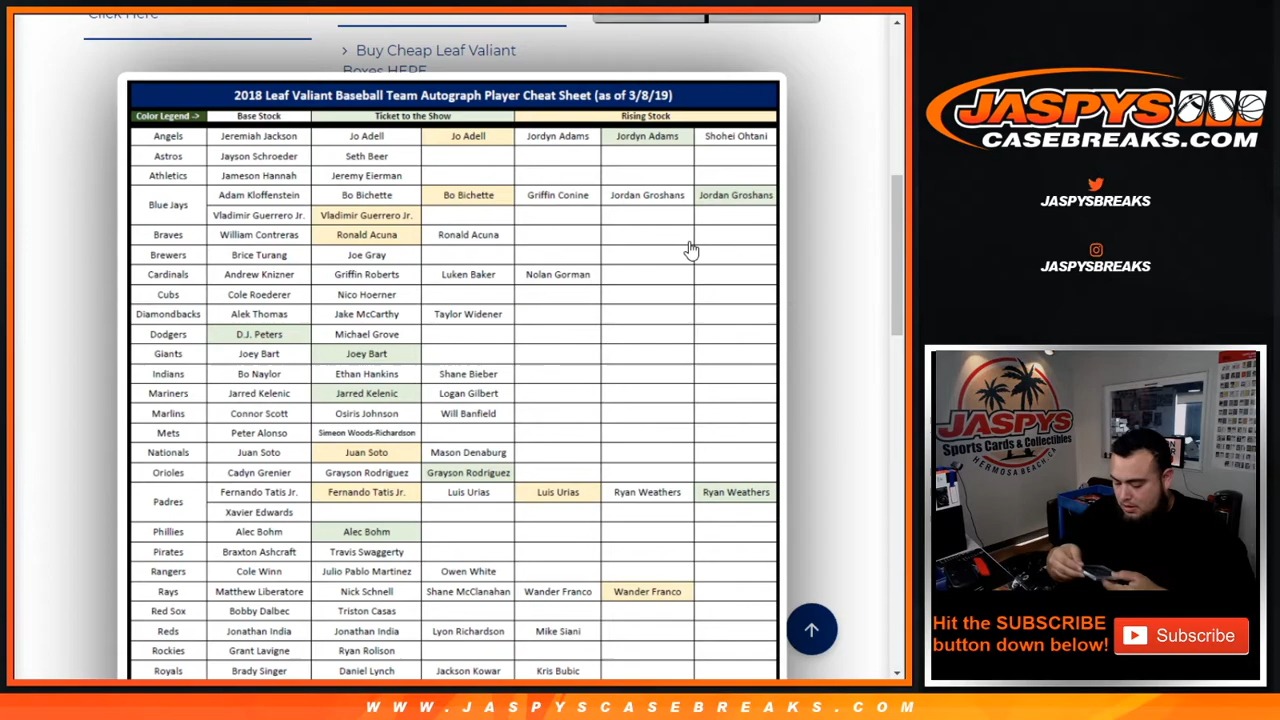 Click Here
> Buy Cheap Leaf Valiant
Boxes HERE
2018 Leaf Valiant Baseball Team Autograph Player Cheat Sheet (as of 3/8/19)
Color Legend -> Base Stock Ticket to the Show Rising Stock
Angels Jeremiah Jackson Jo Adell Jo Adell Jordyn Adams Jordyn Adams Shohei Ohtani
Astros Jayson Schroeder Seth Beer
Athletics Jameson Hannah Jeremy Eierman
Blue Jays Adam Kloffenstein Bo Bichette Bo Bichette Griffin Conine Jordan Groshans Jordan Groshans
Vladimir Guerrero Jr. Vladimir Guerrero Jr.
Braves William Contreras Ronald Acuna Ronald Acuna
Brewers Brice Turang Joe Gray
Cardinals Andrew Knizner Griffin Roberts Luken Baker Nolan Gorman
Cubs Cole Roederer Nico Hoerner
Diamondbacks Alek Thomas Jake McCarthy Taylor Widener
Dodgers D.J. Peters Michael Grove
Giants Joey Bart Joey Bart
Indians Bo Naylor Ethan Hankins Shane Bieber
Mariners Jarred Kelenic Jarred Kelenic Logan Gilbert
Marlins Connor Scott Osiris Johnson Will Banfield
Mets Peter Alonso Simeon Woods-Richardson
Nationals Juan Soto Juan Soto Mason Denaburg
Orioles Cadyn Grenier Grayson Rodriguez Grayson Rodriguez
Padres Fernando Tatis Jr. Fernando Tatis Jr. Luis Urias Luis Urias Ryan Weathers Ryan Weathers
Xavier Edwards
Phillies Alec Bohm Alec Bohm
Pirates Braxton Ashcraft Travis Swaggerty
Rangers Cole Winn Julio Pablo Martinez Owen White
Rays Matthew Liberatore Nick Schnell Shane McClanahan Wander Franco Wander Franco
Red Sox Bobby Dalbec Triston Casas
Reds Jonathan India Jonathan India Lyon Richardson Mike Siani
Rockies Grant Lavigne Ryan Rolison
Royals Brady Singer Daniel Lynch Jackson Kowar Kris Bubic
JASPYS
CASEBREAKS.COM
JASPYSBREAKS
JASPYSBREAKS
JASPYS
Sports Cards & Collectibles
HERMOSA BEACH, CA
Hit the SUBSCRIBE
button down below!
Subscribe
WWW.JASPYSCASEBREAKS.COM